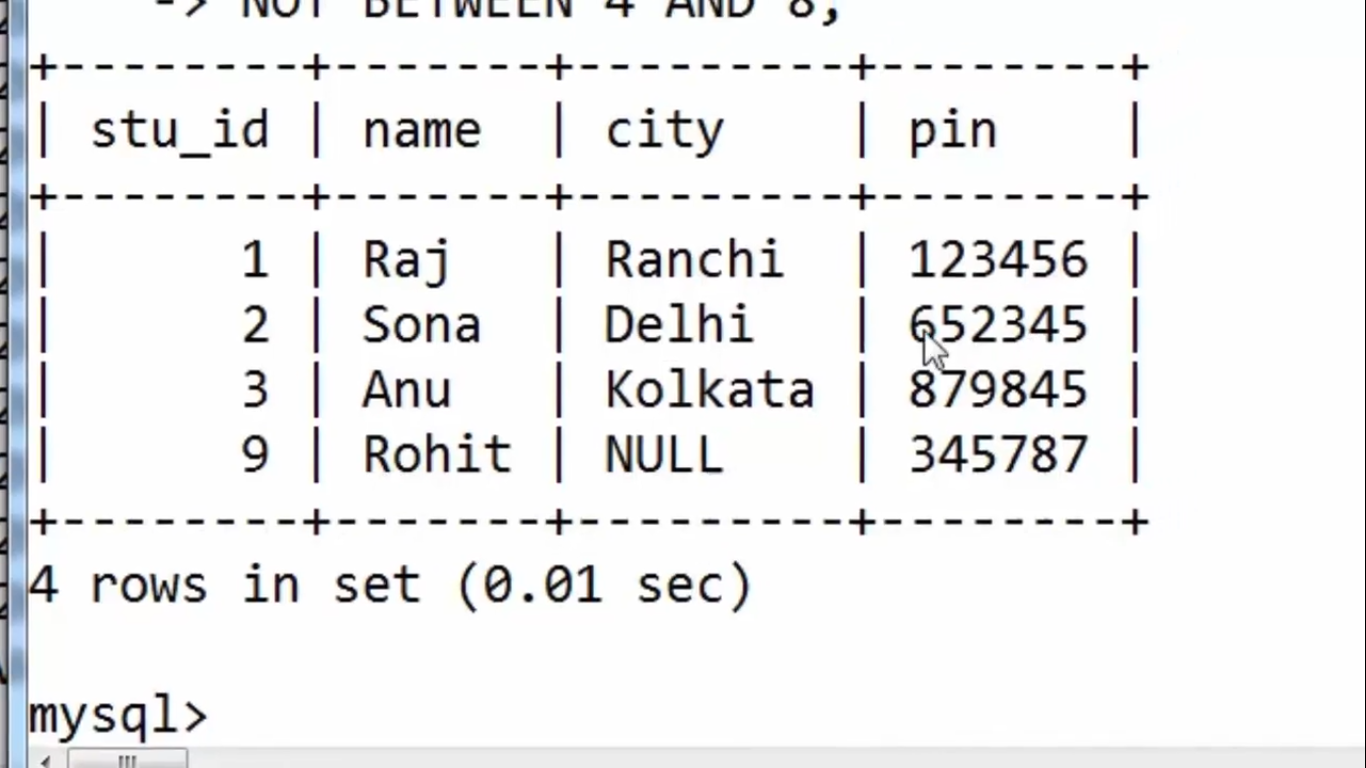 -> NOT BETWEEN 4 AND 8;
+--------+-------+---------+--------+
| stu_id | name  | city    | pin    |
+--------+-------+---------+--------+
|      1 | Raj   | Ranchi  | 123456 |
|      2 | Sona  | Delhi   | 652345 |
|      3 | Anu   | Kolkata | 879845 |
|      9 | Rohit | NULL    | 345787 |
+--------+-------+---------+--------+
4 rows in set (0.01 sec)
mysql>